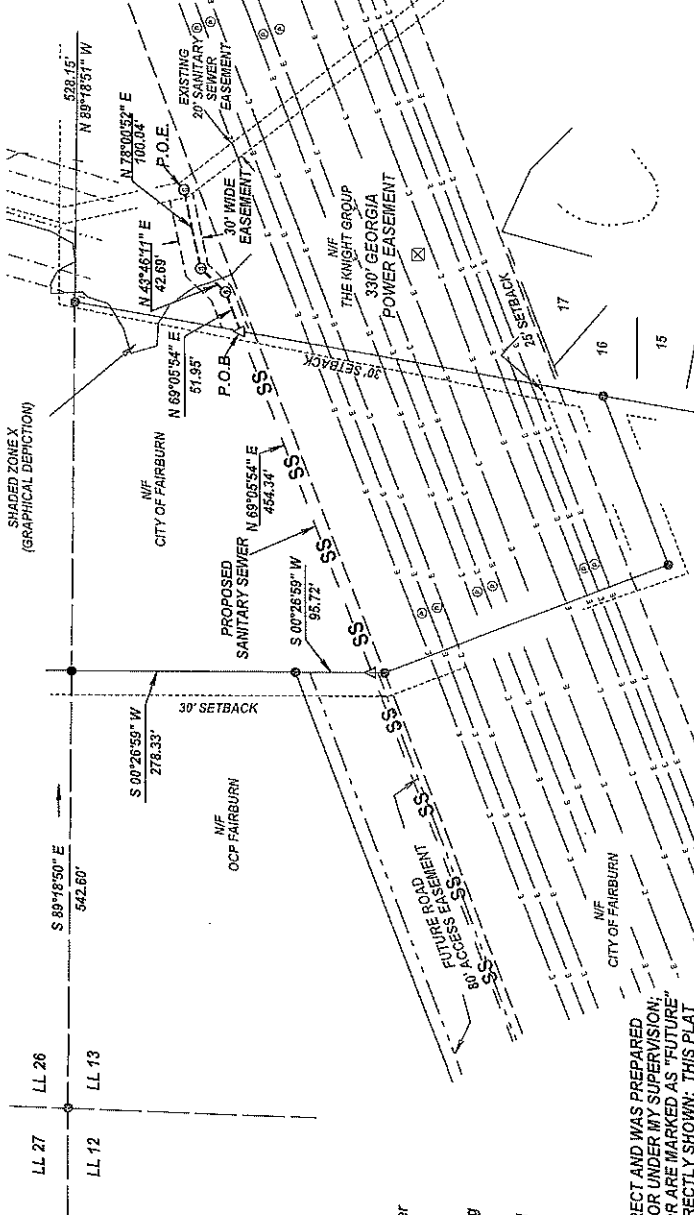 SHADED ZONE X
(GRAPHICAL DEPICTION)
528.15'
N 89°18'51" W
N 78°00'52" E
100.04'
P.O.E.
EXISTING
20' SANITARY
SEWER
EASEMENT
N 43°46'11" E
42.69'
30' WIDE
EASEMENT
N 69°05'54" E
51.95'
P.O.B.
N/F
THE KNIGHT GROUP
330' GEORGIA
POWER EASEMENT
N/F
CITY OF FAIRBURN
30' SETBACK
25' SETBACK
17
16
15
PROPOSED
SANITARY SEWER
N 69°05'54" E
454.34'
S 00°26'59" W
95.72'
SS
SS
SS
SS
SS
SS
SS
SS
S 89°18'50" E
542.60'
S 00°26'59" W
278.33'
30' SETBACK
N/F
OCP FAIRBURN
FUTURE ROAD
ACCESS EASEMENT
80' ACCESS EASEMENT
N/F
CITY OF FAIRBURN
LL 27
LL 26
LL 12
LL 13
RECT AND WAS PREPARED
OR UNDER MY SUPERVISION;
R ARE MARKED AS "FUTURE"
RECTLY SHOWN: THIS PLAT